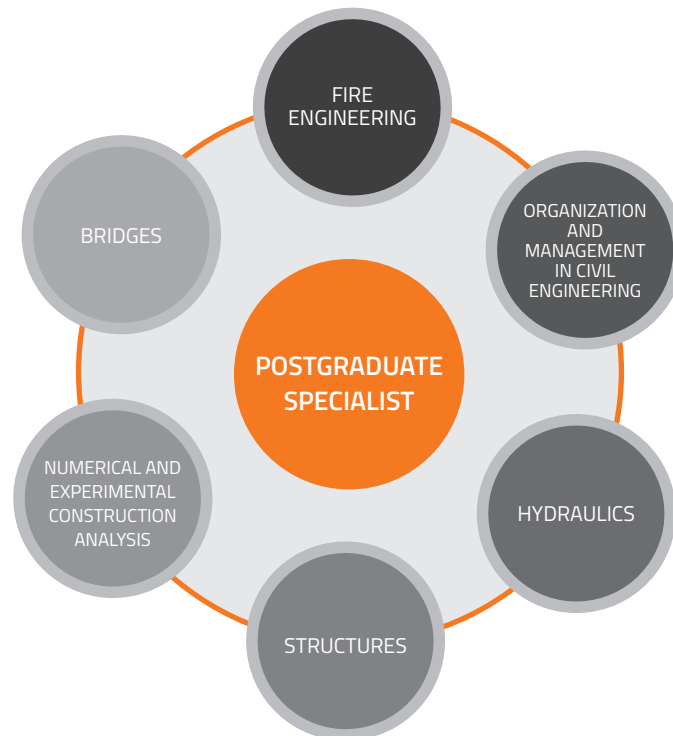 FIRE
ENGINEERING
ORGANIZATION
AND
MANAGEMENT
IN CIVIL
ENGINEERING
BRIDGES
POSTGRADUATE
SPECIALIST
NUMERICAL AND
EXPERIMENTAL
CONSTRUCTION
ANALYSIS
HYDRAULICS
STRUCTURES